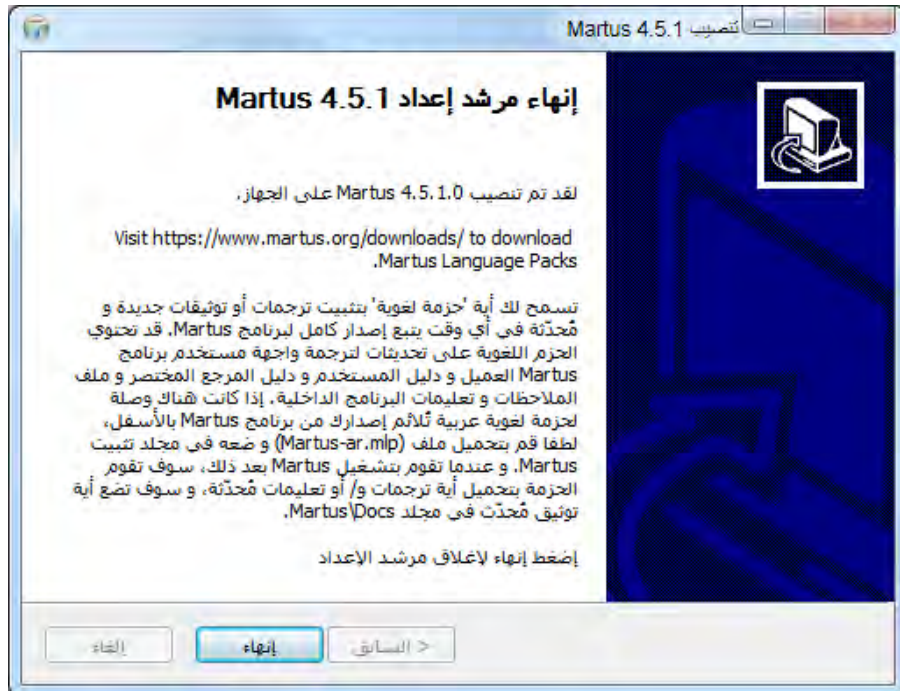 تنصيب Martus 4.5.1
إنهاء مرشد إعداد Martus 4.5.1
لقد تم تنصيب Martus 4.5.1.0 على الجهاز.
Visit https://www.martus.org/downloads/ to download
Martus Language Packs.
تسمح لك أية 'حزمة لغوية' بتثبيت ترجمات أو توثيقات جديدة و
مُحدّثة في أي وقت يتبع إصدار كامل لبرنامج Martus. قد تحتوي
الحزم اللغوية على تحديثات لترجمة واجهة مستخدم برنامج
Martus العميل و دليل المستخدم و دليل المرجع المختصر و ملف
الملاحظات و تعليمات البرنامج الداخلية. إذا كانت هناك وصلة
لحزمة لغوية عربية تُلائم إصدارك من برنامج Martus بالأسفل،
لطفا قم بتحميل ملف (Martus-ar.mlp) و ضعه في مجلد تثبيت
Martus. و عندما تقوم بتشغيل Martus بعد ذلك، سوف تقوم
الحزمة بتحميل أية ترجمات و/ أو تعليمات مُحدّثة، و سوف تضع أية
توثيق مُحدّث في مجلد Martus\Docs.
إضغط إنهاء لإغلاق مرشد الإعداد
< السابق
إنهاء
إلغاء